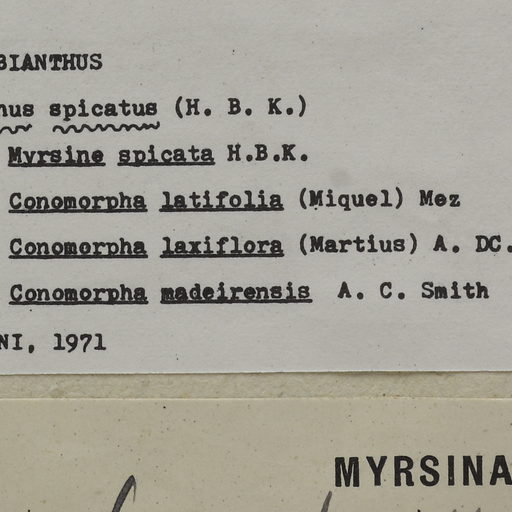 BIANTHUS
nus spicatus (H. B. K.)
Myrsine spicata H.B.K.
Conomorpha latifolia (Miquel) Mez
Conomorpha laxiflora (Martius) A. DC.
Conomorpha madeirensis A. C. Smith
NI, 1971
MYRSINA